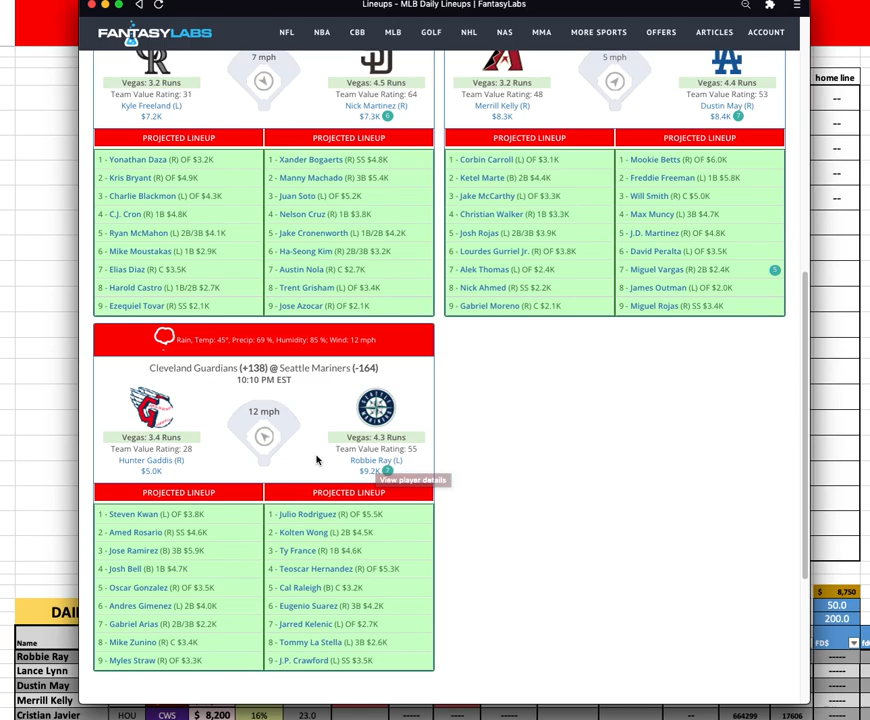 Lineups - MLB Daily Lineups | FantasyLabs
FANTASYLABS
NFL NBA CBB MLB GOLF NHL NAS MMA MORE SPORTS OFFERS ARTICLES ACCOUNT
home line
--
--
--
--
--
7 mph
Vegas: 3.2 Runs
Team Value Rating: 31
Kyle Freeland (L)
$7.2K
Vegas: 4.5 Runs
Team Value Rating: 64
Nick Martinez (R)
$7.3K 6
PROJECTED LINEUP
PROJECTED LINEUP
1 - Yonathan Daza (R) OF $3.2K
2 - Kris Bryant (R) OF $4.9K
3 - Charlie Blackmon (L) OF $4.3K
4 - C.J. Cron (R) 1B $4.8K
5 - Ryan McMahon (L) 2B/3B $4.1K
6 - Mike Moustakas (L) 1B $2.9K
7 - Elias Diaz (R) C $3.5K
8 - Harold Castro (L) 1B/2B $2.7K
9 - Ezequiel Tovar (R) SS $2.1K
1 - Xander Bogaerts (R) SS $4.8K
2 - Manny Machado (R) 3B $5.4K
3 - Juan Soto (L) OF $5.2K
4 - Nelson Cruz (R) 1B $3.8K
5 - Jake Cronenworth (L) 1B/2B $4.2K
6 - Ha-Seong Kim (R) 2B/3B $3.2K
7 - Austin Nola (R) C $2.7K
8 - Trent Grisham (L) OF $3.4K
9 - Jose Azocar (R) OF $2.1K
5 mph
Vegas: 3.2 Runs
Team Value Rating: 48
Merrill Kelly (R)
$8.3K
Vegas: 4.4 Runs
Team Value Rating: 53
Dustin May (R)
$8.4K 7
PROJECTED LINEUP
PROJECTED LINEUP
1 - Corbin Carroll (L) OF $3.1K
2 - Ketel Marte (B) 2B $4.4K
3 - Jake McCarthy (L) OF $3.3K
4 - Christian Walker (R) 1B $3.3K
5 - Josh Rojas (L) 2B/3B $3.9K
6 - Lourdes Gurriel Jr. (R) OF $3.8K
7 - Alek Thomas (L) OF $2.4K
8 - Nick Ahmed (R) SS $2.2K
9 - Gabriel Moreno (R) C $2.1K
1 - Mookie Betts (R) OF $6.0K
2 - Freddie Freeman (L) 1B $5.8K
3 - Will Smith (R) C $5.0K
4 - Max Muncy (L) 3B $4.7K
5 - J.D. Martinez (R) OF $4.8K
6 - David Peralta (L) OF $3.5K
7 - Miguel Vargas (R) 2B $2.4K 5
8 - James Outman (L) OF $2.0K
9 - Miguel Rojas (R) SS $3.4K
Rain, Temp: 45°, Precip: 69 %, Humidity: 85 %; Wind: 12 mph
Cleveland Guardians (+138) @ Seattle Mariners (-164)
10:10 PM EST
12 mph
Vegas: 3.4 Runs
Team Value Rating: 28
Hunter Gaddis (R)
$5.0K
Vegas: 4.3 Runs
Team Value Rating: 55
Robbie Ray (L)
$9.2K 7
View player details
PROJECTED LINEUP
PROJECTED LINEUP
1 - Steven Kwan (L) OF $3.8K
2 - Amed Rosario (R) SS $4.6K
3 - Jose Ramirez (B) 3B $5.9K
4 - Josh Bell (B) 1B $4.7K
5 - Oscar Gonzalez (R) OF $3.5K
6 - Andres Gimenez (L) 2B $4.0K
7 - Gabriel Arias (R) 2B/3B $2.2K
8 - Mike Zunino (R) C $3.4K
9 - Myles Straw (R) OF $3.3K
1 - Julio Rodriguez (R) OF $5.5K
2 - Kolten Wong (L) 2B $4.5K
3 - Ty France (R) 1B $4.6K
4 - Teoscar Hernandez (R) OF $5.3K
5 - Cal Raleigh (B) C $3.2K
6 - Eugenio Suarez (R) 3B $4.2K
7 - Jarred Kelenic (L) OF $2.7K
8 - Tommy La Stella (L) 3B $2.6K
9 - J.P. Crawford (L) SS $3.5K
$ 8,750
50.0
200.0
FD$
Name
Robbie Ray
Lance Lynn
Dustin May
Merrill Kelly
Cristian Javier HOU CWS $ 8,200 16% 23.0 ----- ----- ----- ----- -- ----- 664299 17606 -----